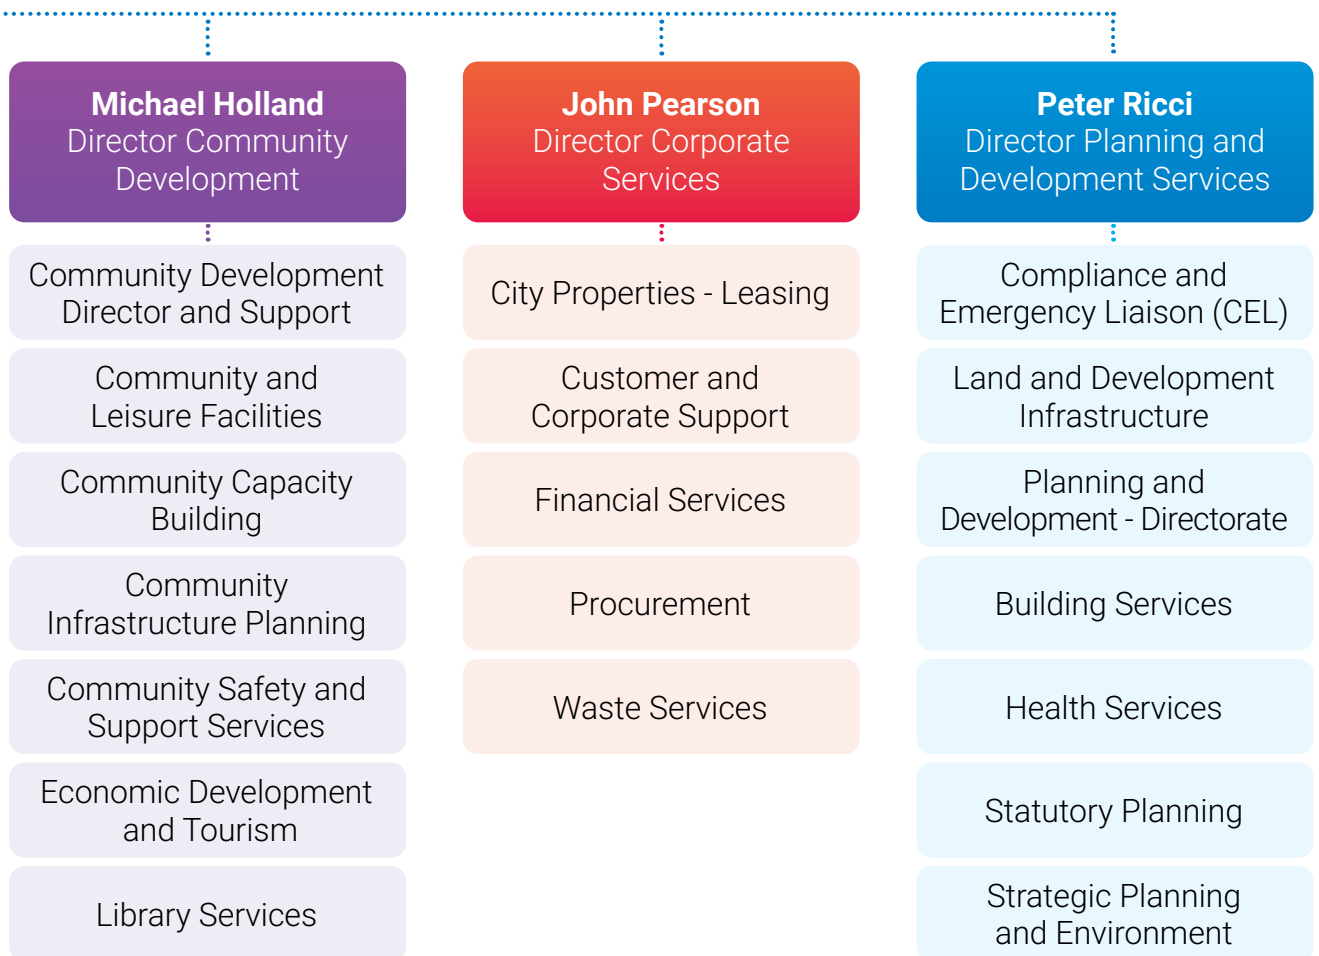 Michael Holland
Director Community
Development
Community Development
Director and Support
Community and
Leisure Facilities
Community Capacity
Building
Community
Infrastructure Planning
Community Safety and
Support Services
Economic Development
and Tourism
Library Services
John Pearson
Director Corporate
Services
City Properties - Leasing
Customer and
Corporate Support
Financial Services
Procurement
Waste Services
Peter Ricci
Director Planning and
Development Services
Compliance and
Emergency Liaison (CEL)
Land and Development
Infrastructure
Planning and
Development - Directorate
Building Services
Health Services
Statutory Planning
Strategic Planning
and Environment